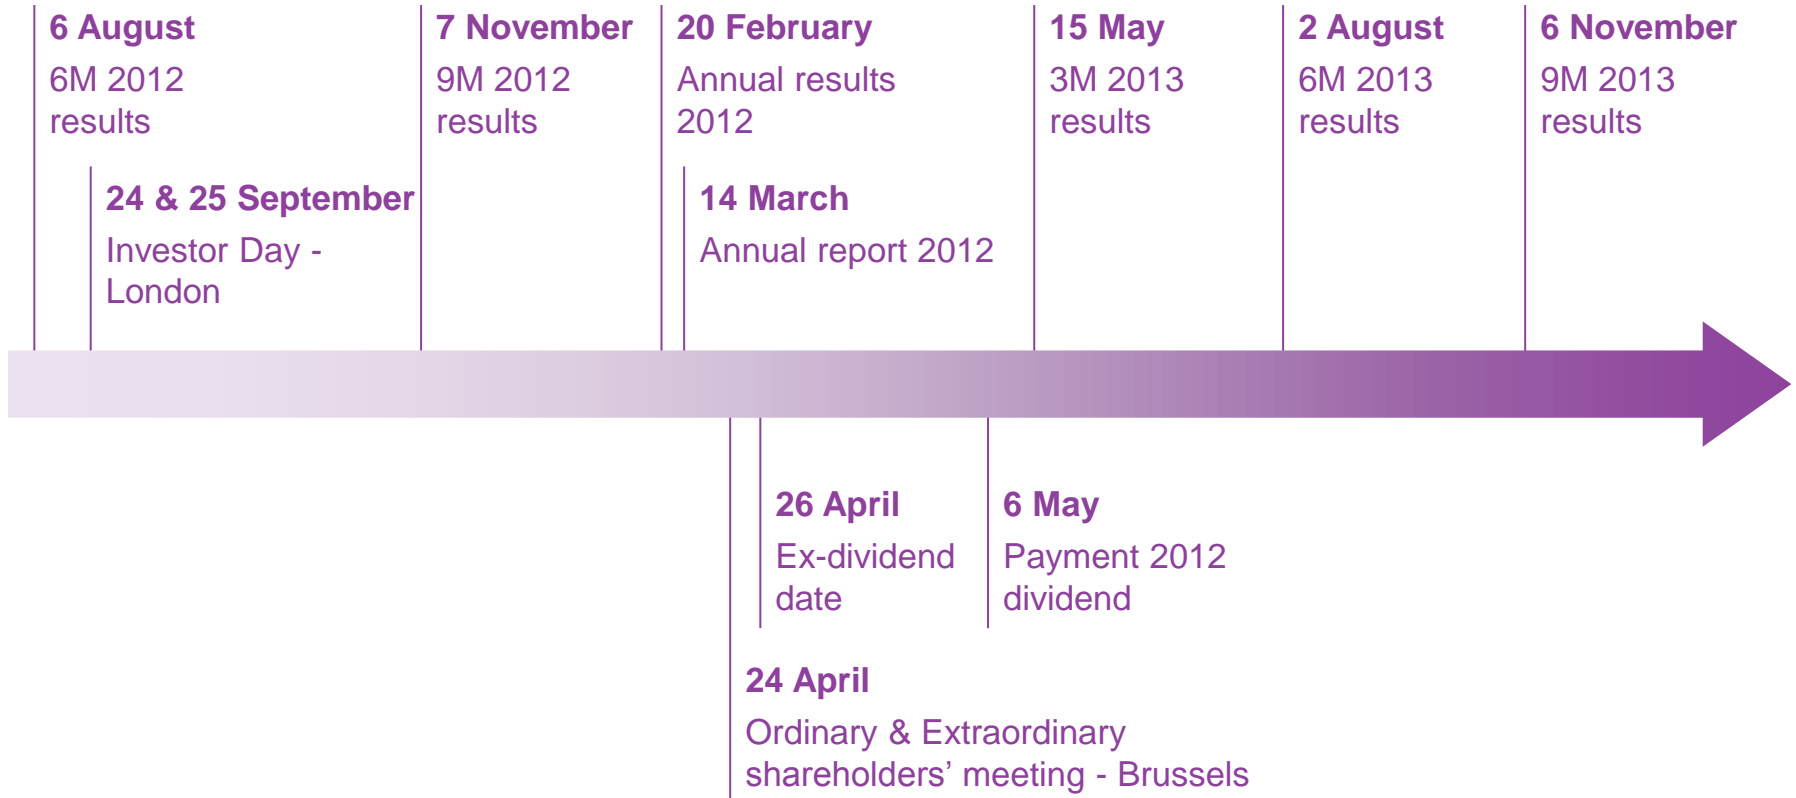 6 August
6M 2012
results
7 November
9M 2012
results
20 February
Annual results
2012
15 May
3M 2013
results
2 August
6M 2013
results
6 November
9M 2013
results
24 & 25 September
Investor Day -
London
14 March
Annual report 2012
26 April
Ex-dividend
date
6 May
Payment 2012
dividend
24 April
Ordinary & Extraordinary
shareholders’ meeting - Brussels